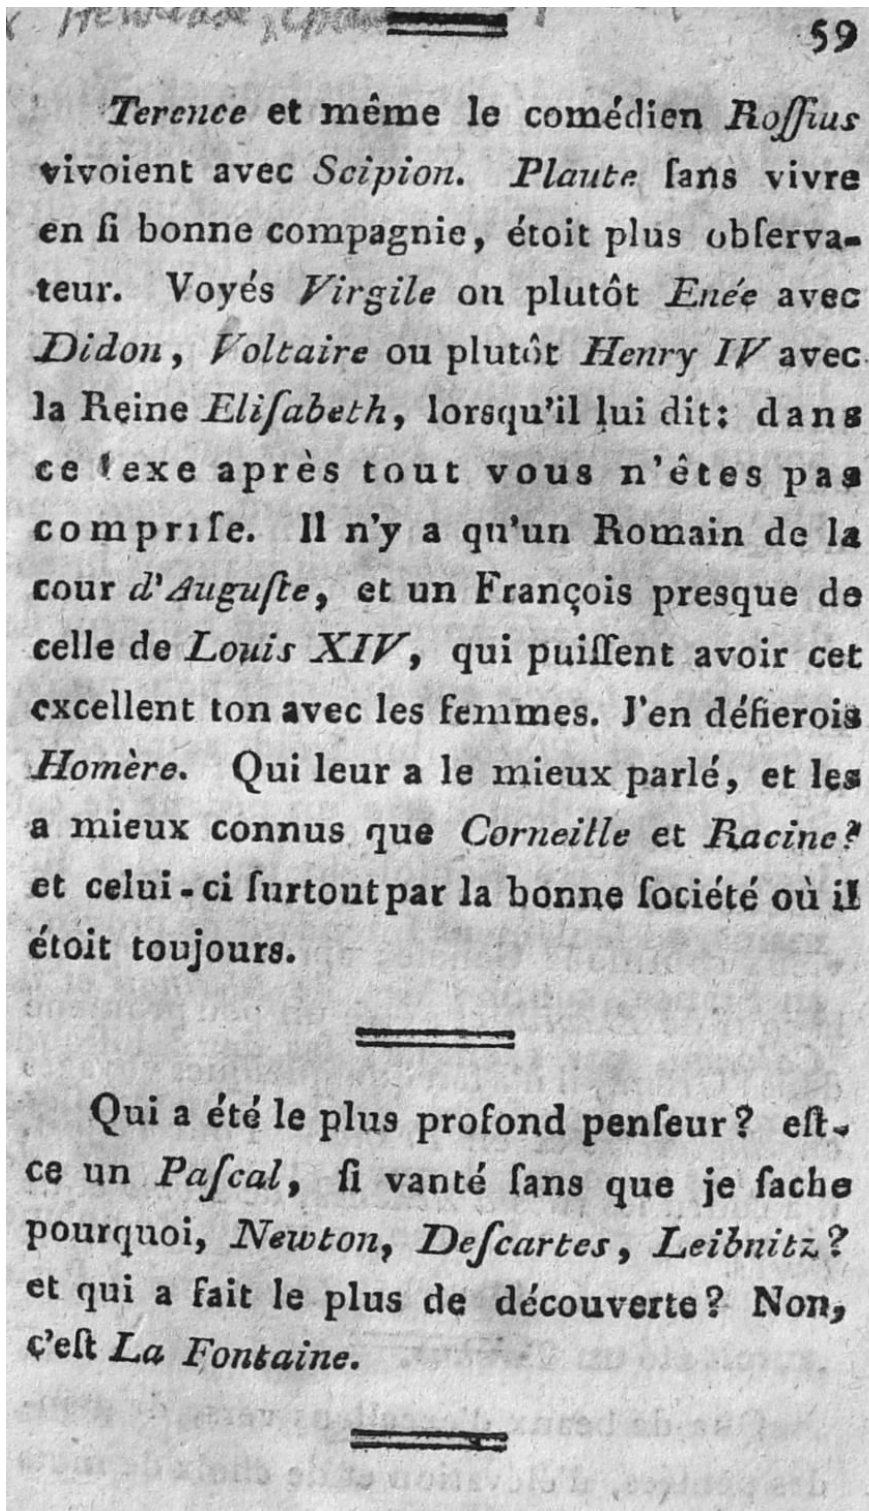 59
Terence et même le comédien Roſſius
vivoient avec Scipion. Plaute ſans vivre
en ſi bonne compagnie, étoit plus obſerva-
teur. Voyés Virgile ou plutôt Enée avec
Didon, Voltaire ou plutôt Henry IV avec
la Reine Eliſabeth, lorsqu'il lui dit: dans
ce ſexe après tout vous n'êtes pas
compriſe. Il n'y a qu'un Romain de la
cour d'Auguſte, et un François presque de
celle de Louis XIV, qui puiſſent avoir cet
excellent ton avec les femmes. J'en défierois
Homère. Qui leur a le mieux parlé, et les
a mieux connus que Corneille et Racine?
et celui-ci ſurtout par la bonne ſociété où il
étoit toujours.
Qui a été le plus profond penſeur? eſt-
ce un Paſcal, ſi vanté ſans que je ſache
pourquoi, Newton, Deſcartes, Leibnitz?
et qui a fait le plus de découverte? Non,
c'eſt La Fontaine.